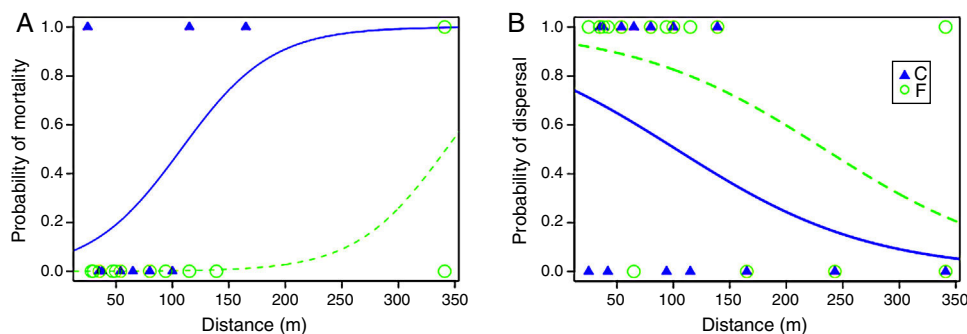 A
Probability of mortality
1.0
0.8
0.6
0.4
0.2
0.0
50 100 150 200 250 300 350
Distance (m)
B
Probability of dispersal
1.0
0.8
0.6
0.4
0.2
0.0
C
F
50 100 150 200 250 300 350
Distance (m)